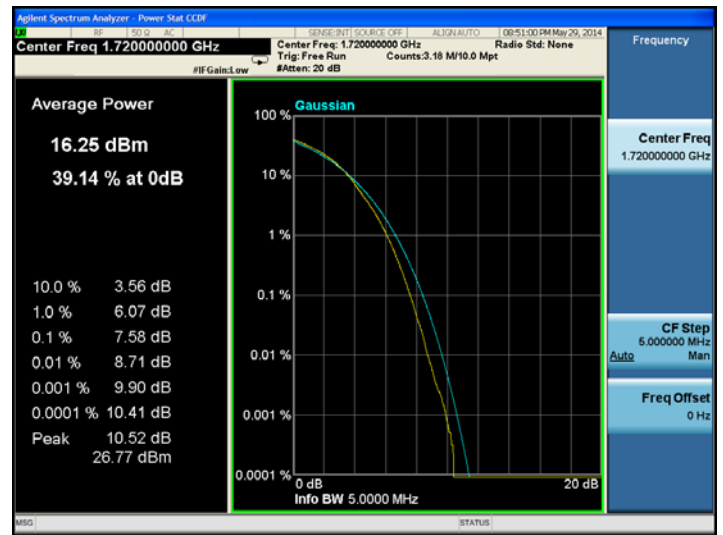 Agilent Spectrum Analyzer - Power Stat CCDF
LXI RF 50 Ω AC SENSE:INT SOURCE OFF ALIGN AUTO 08:51:00 PM May 29, 2014
Center Freq 1.720000000 GHz
Center Freq: 1.720000000 GHz Radio Std: None
Trig: Free Run Counts:3.18 M/10.0 Mpt
#IFGain:Low #Atten: 20 dB
Frequency
Average Power
16.25 dBm
39.14 % at 0dB
10.0 % 3.56 dB
1.0 % 6.07 dB
0.1 % 7.58 dB
0.01 % 8.71 dB
0.001 % 9.90 dB
0.0001 % 10.41 dB
Peak 10.52 dB
26.77 dBm
Gaussian
100 %
10 %
1 %
0.1 %
0.01 %
0.001 %
0.0001 %
0 dB 20 dB
Info BW 5.0000 MHz
Center Freq
1.720000000 GHz
CF Step
5.000000 MHz
Auto Man
Freq Offset
0 Hz
MSG STATUS